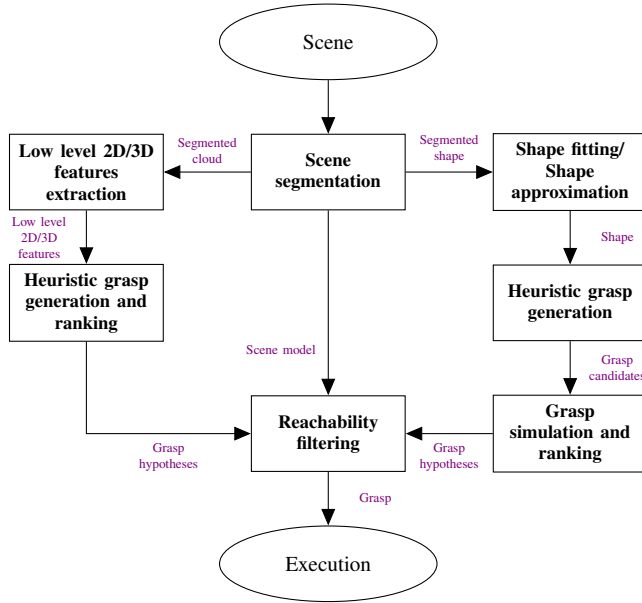 Scene
Segmented
cloud
Segmented
shape
Low level 2D/3D
features
extraction
Scene
segmentation
Shape fitting/
Shape
approximation
Low level
2D/3D
features
Shape
Heuristic grasp
generation and
ranking
Heuristic grasp
generation
Scene model
Grasp
candidates
Reachability
filtering
Grasp
simulation and
ranking
Grasp
hypotheses
Grasp
hypotheses
Grasp
Execution